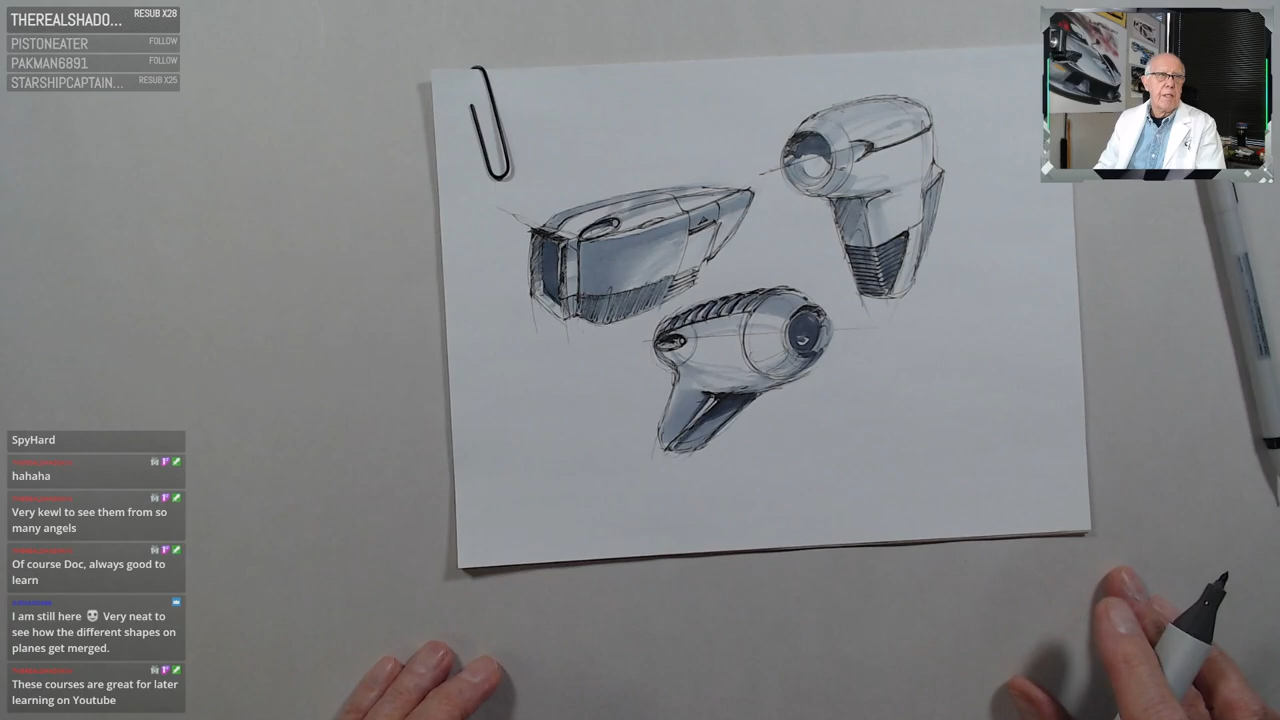 THEREALSHADO... RESUB X28
PISTONEATER FOLLOW
PAKMAN6891 FOLLOW
STARSHIPCAPTAIN... RESUB X25
SpyHard
hahaha
Very kewl to see them from so
many angels
Of course Doc, always good to
learn
I am still here Very neat to
see how the different shapes on
planes get merged.
These courses are great for later
learning on Youtube